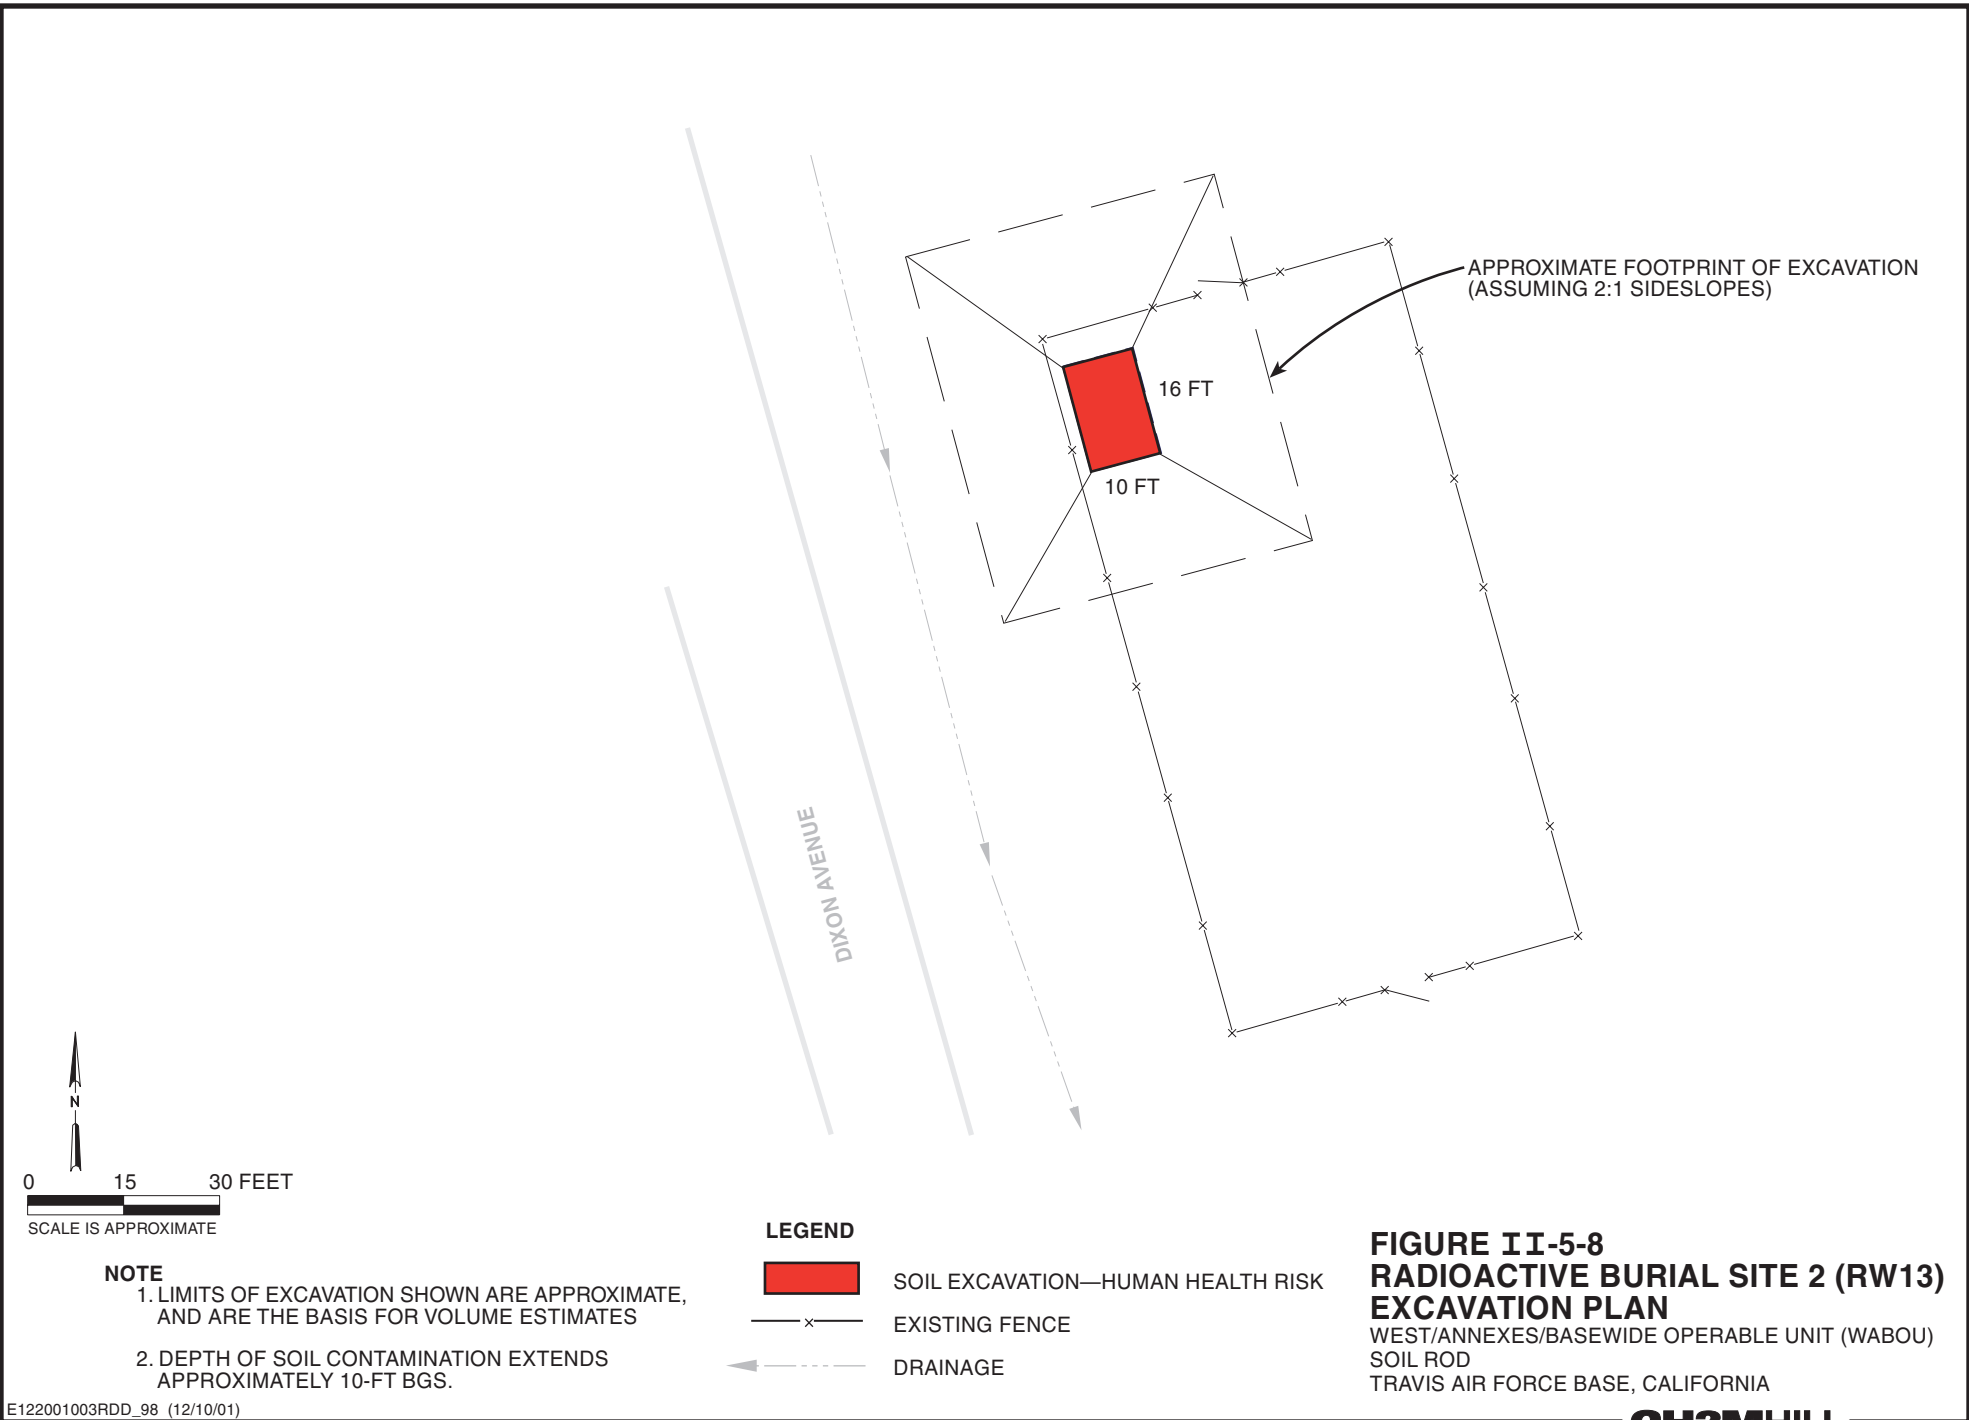 APPROXIMATE FOOTPRINT OF EXCAVATION
(ASSUMING 2:1 SIDESLOPES)
16 FT
10 FT
DIXON AVENUE
N
0 15 30 FEET
SCALE IS APPROXIMATE
NOTE
1. LIMITS OF EXCAVATION SHOWN ARE APPROXIMATE,
AND ARE THE BASIS FOR VOLUME ESTIMATES
2. DEPTH OF SOIL CONTAMINATION EXTENDS
APPROXIMATELY 10-FT BGS.
E122001003RDD_98 (12/10/01)
LEGEND
SOIL EXCAVATION—HUMAN HEALTH RISK
EXISTING FENCE
DRAINAGE
FIGURE II-5-8
RADIOACTIVE BURIAL SITE 2 (RW13)
EXCAVATION PLAN
WEST/ANNEXES/BASEWIDE OPERABLE UNIT (WABOU)
SOIL ROD
TRAVIS AIR FORCE BASE, CALIFORNIA
CH2MHILL